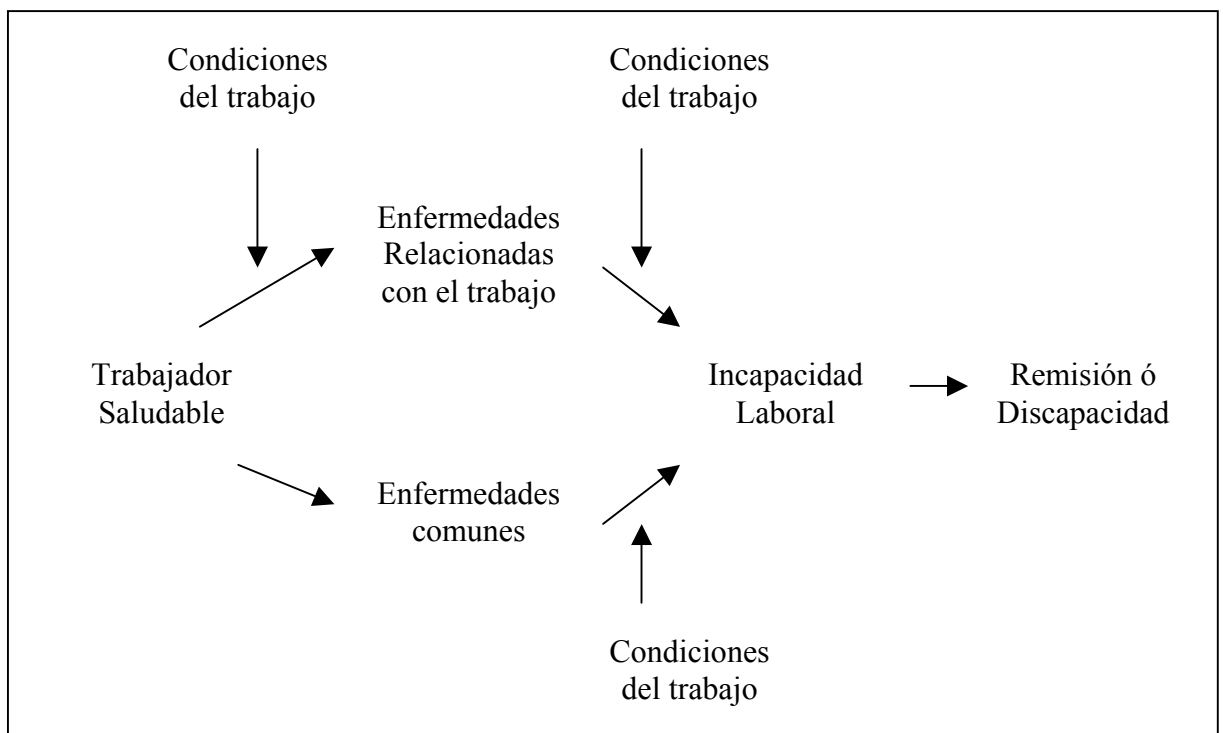 Condiciones
del trabajo
Condiciones
del trabajo
Enfermedades
Relacionadas
con el trabajo
Trabajador
Saludable
Incapacidad
Laboral
Remisión ó
Discapacidad
Enfermedades
comunes
Condiciones
del trabajo